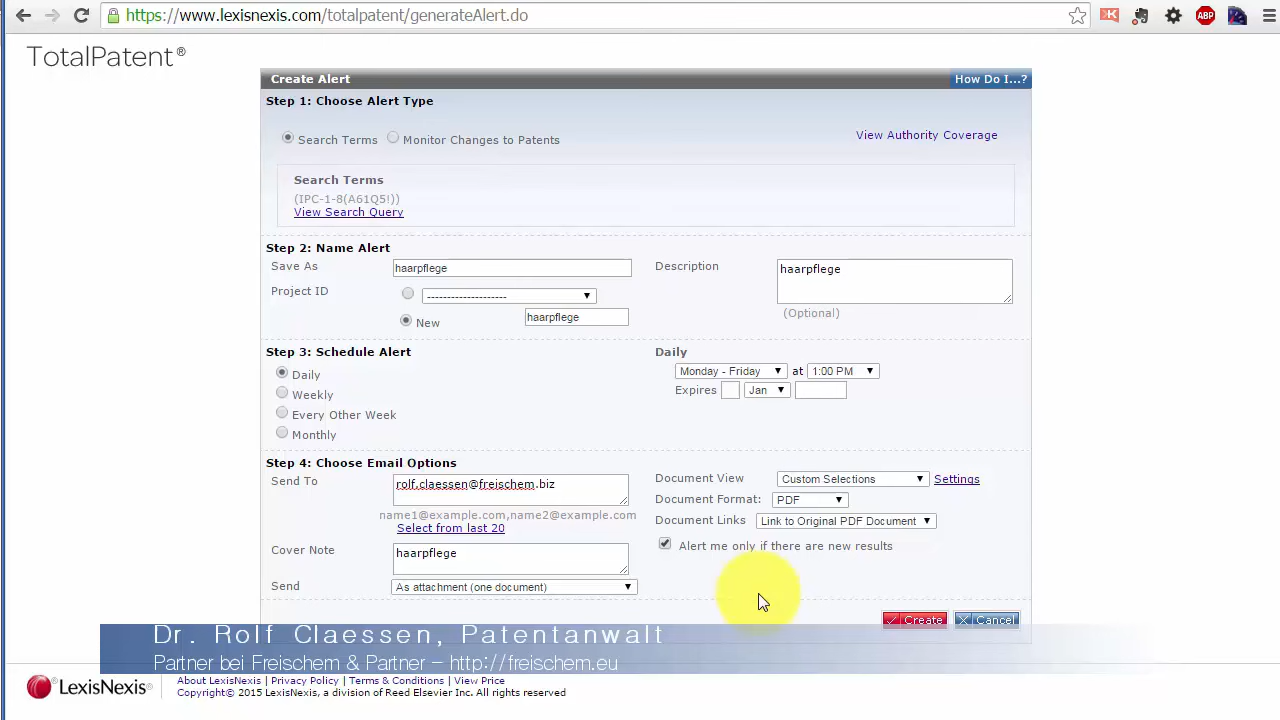 https://www.lexisnexis.com/totalpatent/generateAlert.do
ABP
TotalPatent®
Create Alert
How Do I...?
Step 1: Choose Alert Type
Search Terms
Monitor Changes to Patents
View Authority Coverage
Search Terms
(IPC-1-8(A61Q5!))
View Search Query
Step 2: Name Alert
Save As
haarpflege
Description
haarpflege
Project ID
--------------------
(Optional)
New
haarpflege
Step 3: Schedule Alert
Daily
Daily
Monday - Friday
at
1:00 PM
Weekly
Expires
Jan
Every Other Week
Monthly
Step 4: Choose Email Options
Send To
rolf.claessen@freischem.biz
Document View
Custom Selections
Settings
Document Format:
PDF
name1@example.com,name2@example.com
Document Links
Link to Original PDF Document
Select from last 20
Cover Note
haarpflege
Alert me only if there are new results
Send
As attachment (one document)
Create
Cancel
Dr. Rolf Claessen, Patentanwalt
Partner bei Freischem & Partner – http://freischem.eu
LexisNexis®
About LexisNexis | Privacy Policy | Terms & Conditions | View Price
Copyright© 2015 LexisNexis, a division of Reed Elsevier Inc. All rights reserved